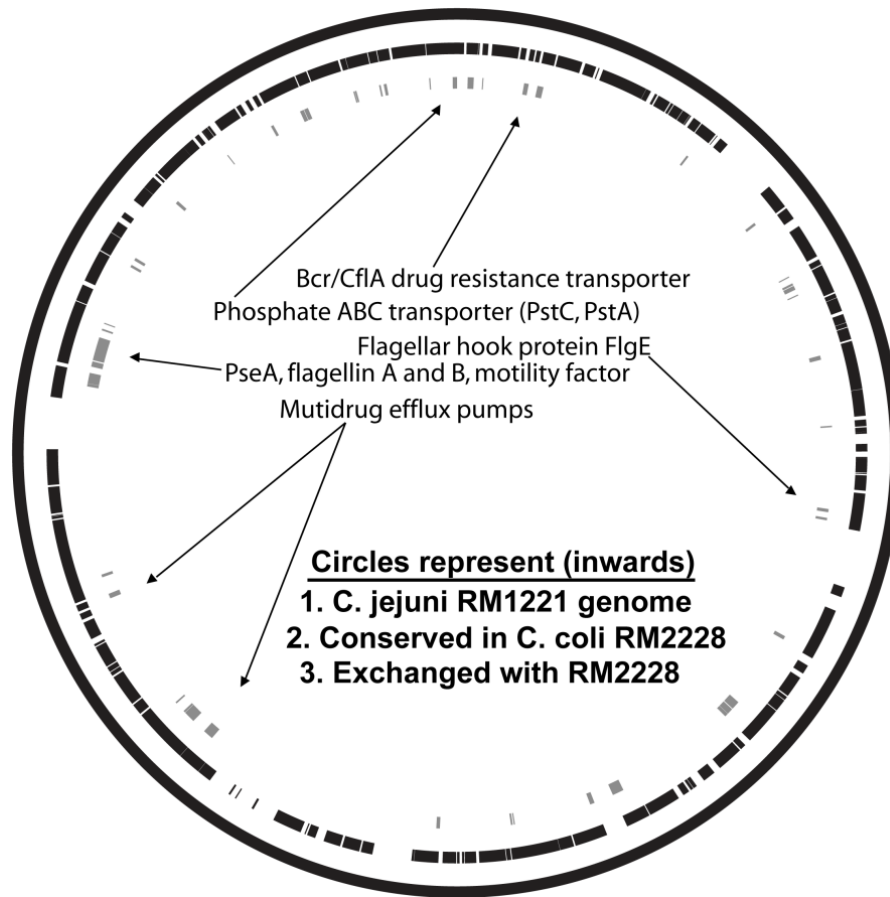 Bcr/CflA drug resistance transporter
Phosphate ABC transporter (PstC, PstA)
Flagellar hook protein FlgE
PseA, flagellin A and B, motility factor
Mutidrug efflux pumps
Circles represent (inwards)
1. C. jejuni RM1221 genome
2. Conserved in C. coli RM2228
3. Exchanged with RM2228